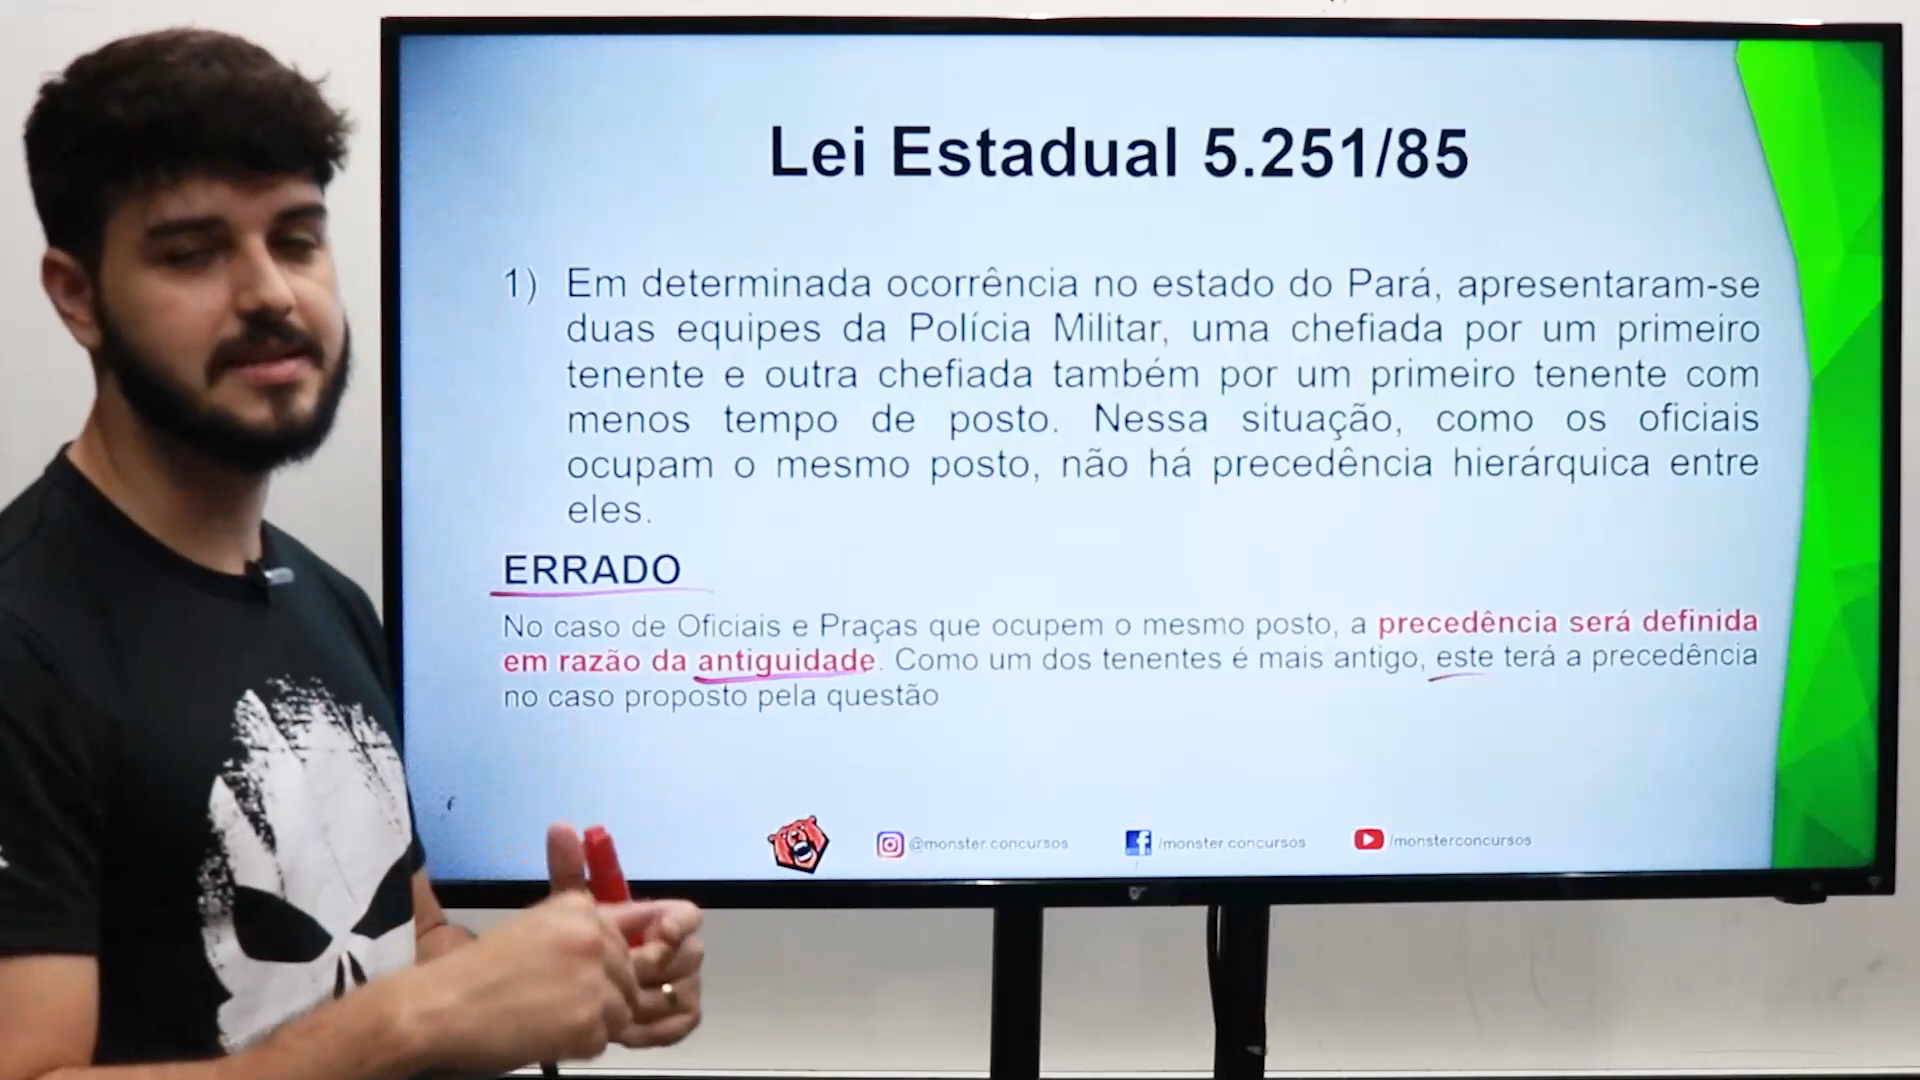 Lei Estadual 5.251/85
1) Em determinada ocorrência no estado do Pará, apresentaram-se
duas equipes da Polícia Militar, uma chefiada por um primeiro
tenente e outra chefiada também por um primeiro tenente com
menos tempo de posto. Nessa situação, como os oficiais
ocupam o mesmo posto, não há precedência hierárquica entre
eles.
ERRADO
No caso de Oficiais e Praças que ocupem o mesmo posto, a precedência será definida
em razão da antiguidade. Como um dos tenentes é mais antigo, este terá a precedência
no caso proposto pela questão
@monster.concursos /monster.concursos /monsterconcursos